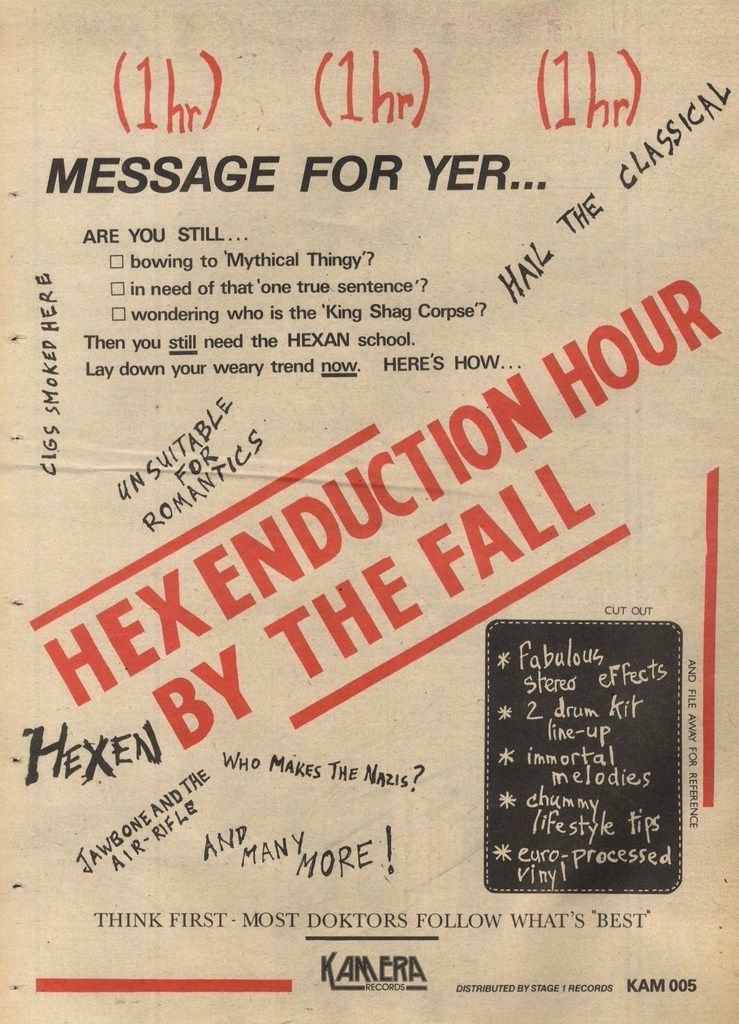 (1hr) (1hr) (1hr)
MESSAGE FOR YER...
HAIL THE CLASSICAL
ARE YOU STILL...
☐ bowing to 'Mythical Thingy'?
☐ in need of that 'one true sentence'?
☐ wondering who is the 'King Shag Corpse'?
Then you still need the HEXAN school.
Lay down your weary trend now. HERE'S HOW...
CIGS SMOKED HERE
UNSUITABLE
FOR
ROMANTICS
HEX ENDUCTION HOUR
BY THE FALL
CUT OUT
AND FILE AWAY FOR REFERENCE
* Fabulous
stereo effects
* 2 drum kit
line-up
* immortal
melodies
* chummy
lifestyle tips
* euro-processed
vinyl
HEXEN
WHO MAKES THE NAZIS?
JAWBONE AND THE
AIR-RIFLE
AND MANY MORE!
THINK FIRST - MOST DOKTORS FOLLOW WHAT'S "BEST"
KAMERA
RECORDS
DISTRIBUTED BY STAGE 1 RECORDS KAM 005